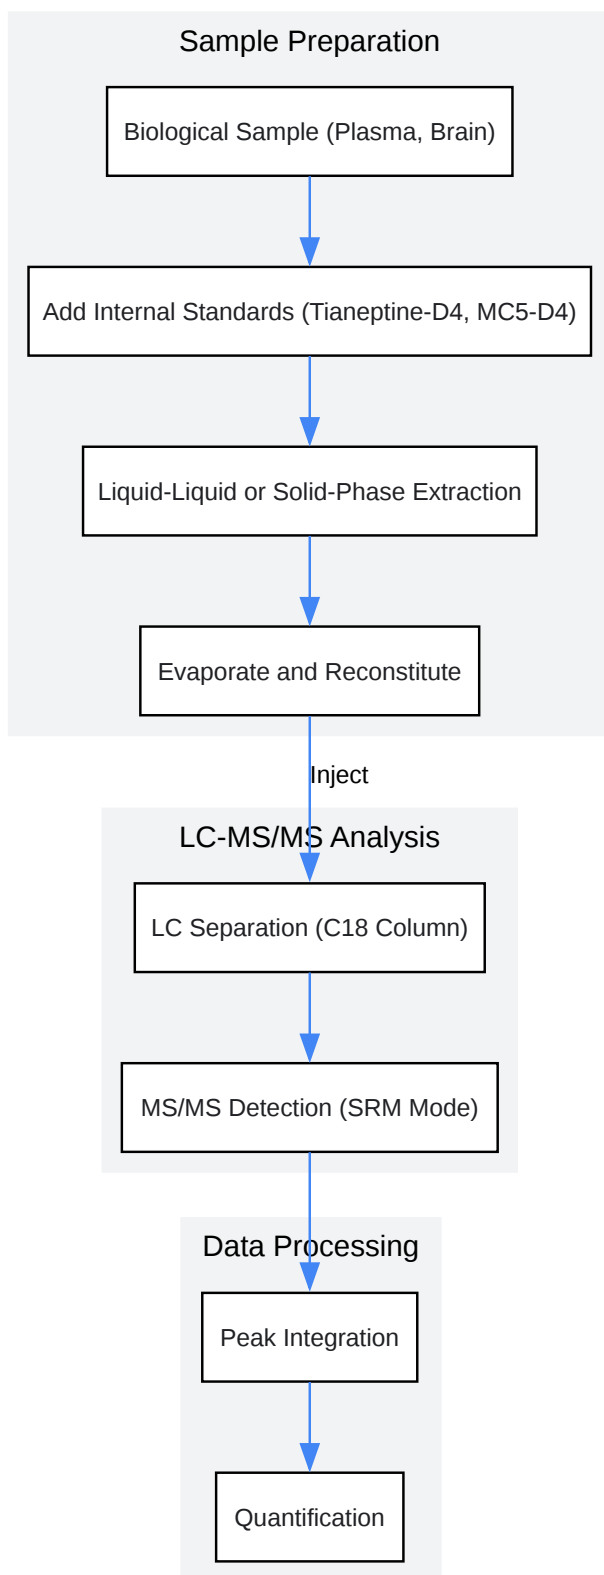 Sample Preparation
Biological Sample (Plasma, Brain)
Add Internal Standards (Tianeptine-D4, MC5-D4)
Liquid-Liquid or Solid-Phase Extraction
Evaporate and Reconstitute
Inject
LC-MS/MS Analysis
LC Separation (C18 Column)
MS/MS Detection (SRM Mode)
Data Processing
Peak Integration
Quantification